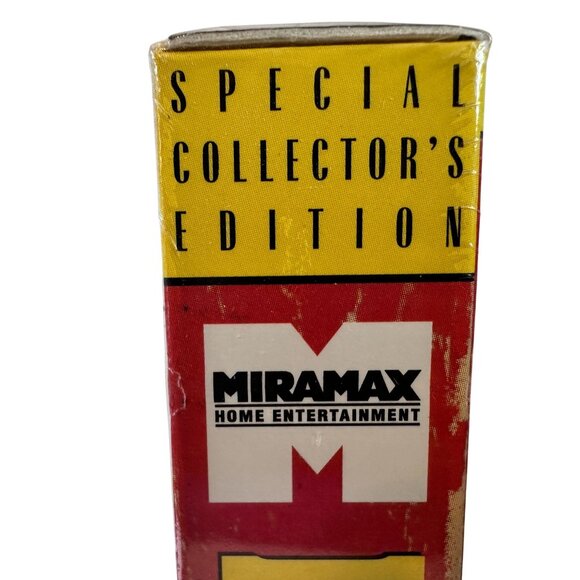 SPECIAL
COLLECTOR'S
EDITION
MIRAMAX
HOME ENTERTAINMENT